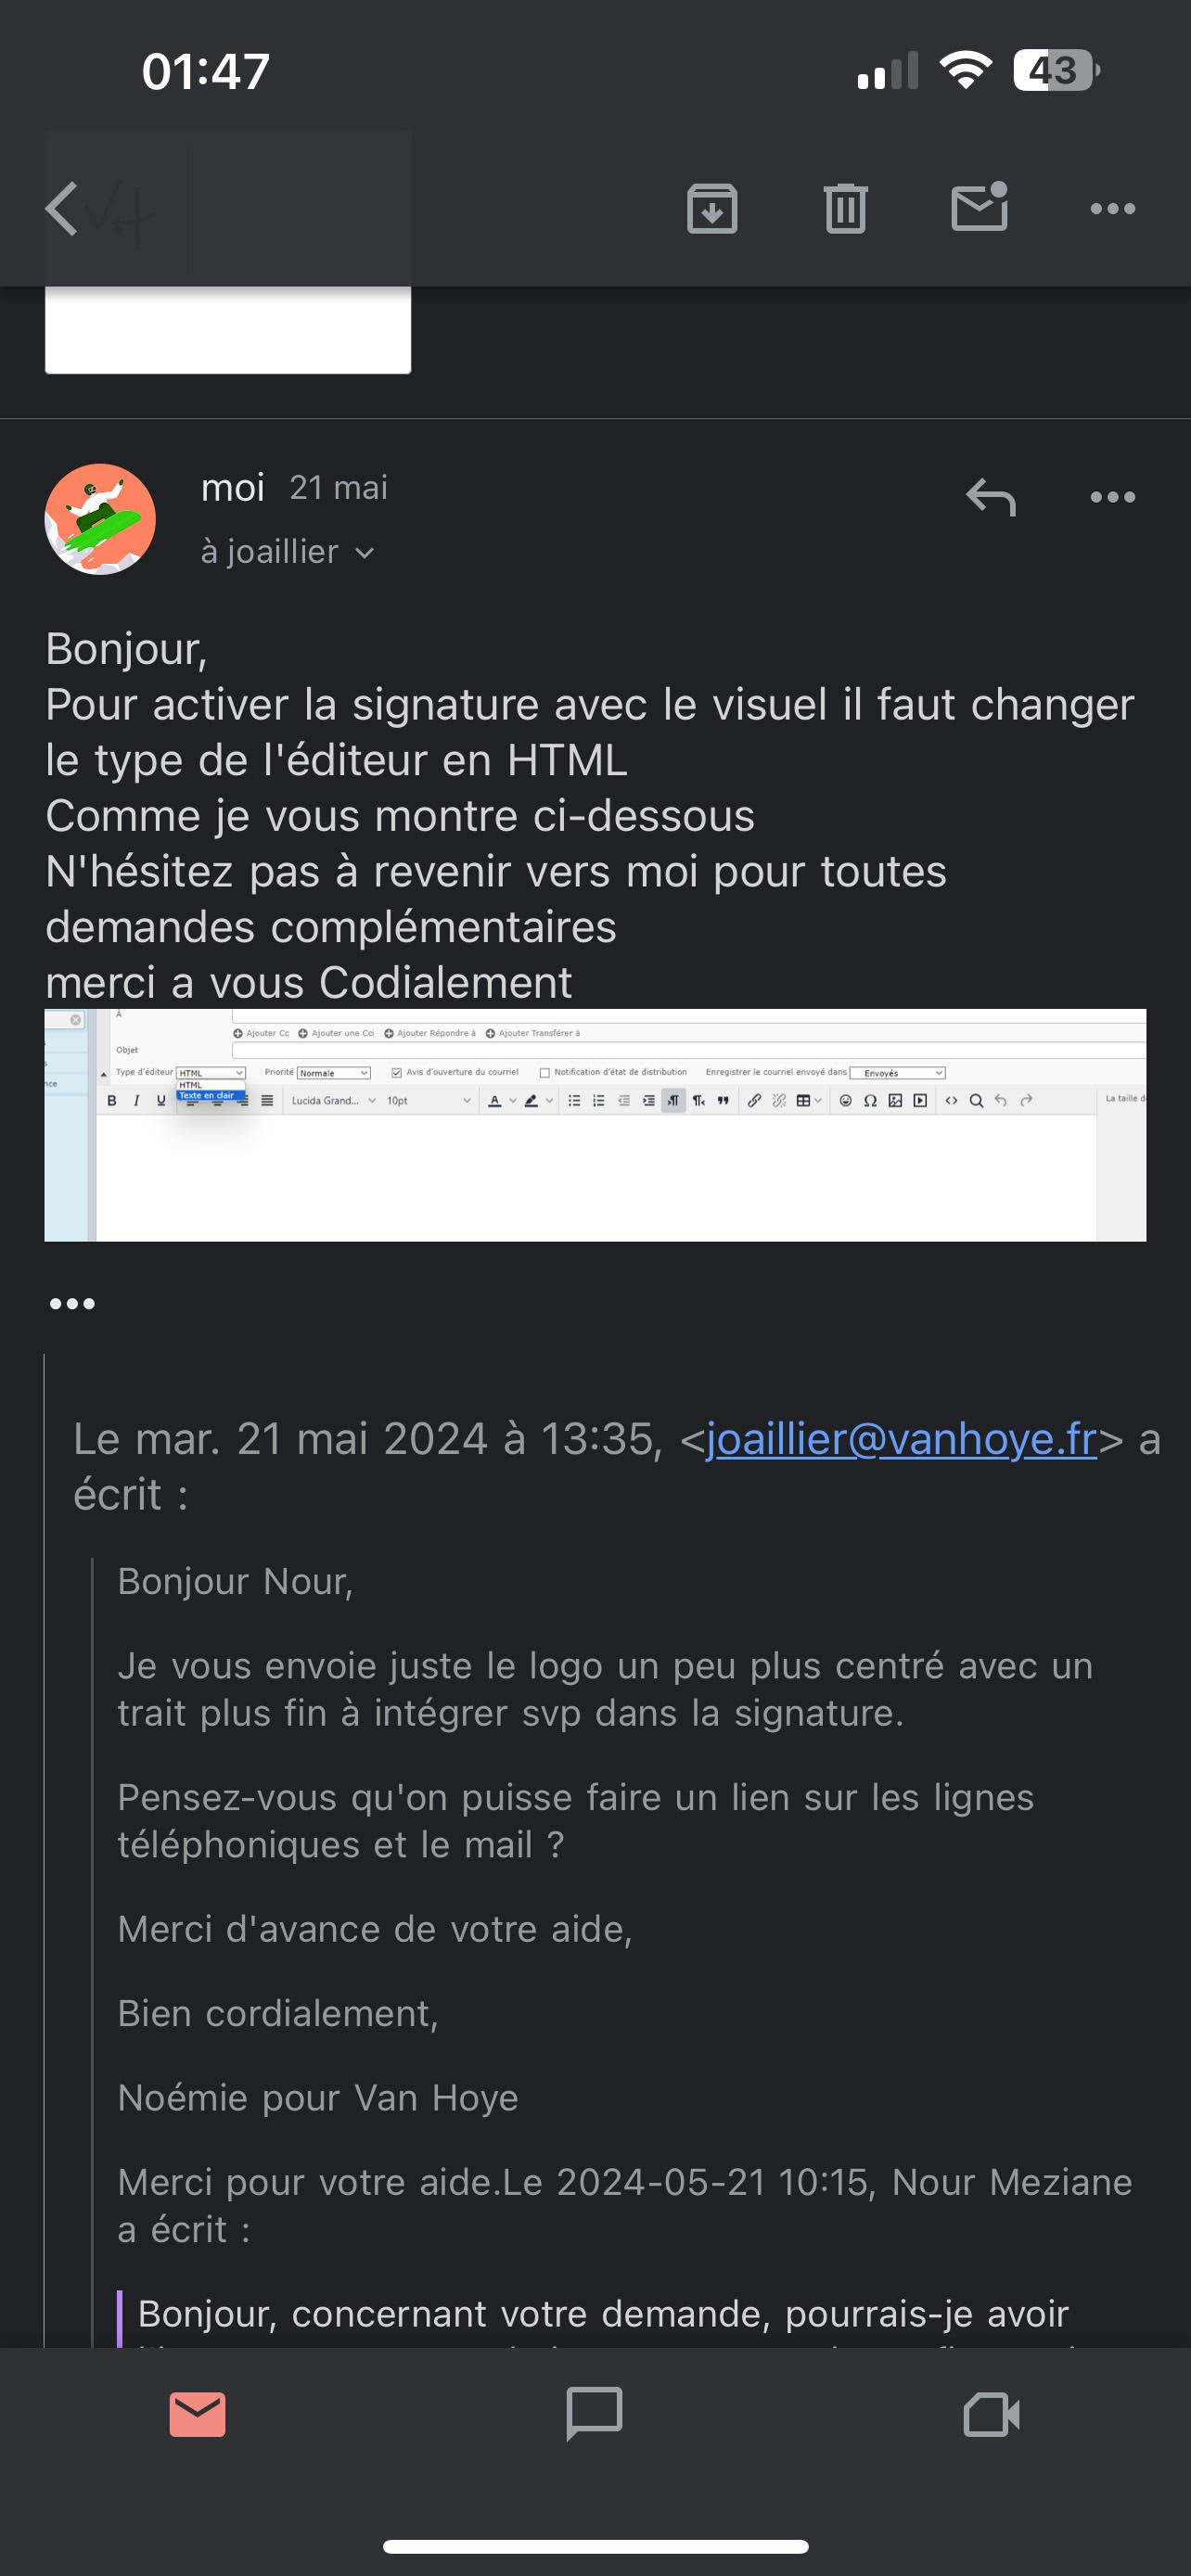 01:47
43
VH
moi 21 mai
à joaillier
Bonjour,
Pour activer la signature avec le visuel il faut changer
le type de l'éditeur en HTML
Comme je vous montre ci-dessous
N'hésitez pas à revenir vers moi pour toutes
demandes complémentaires
merci a vous Codialement
À
Ajouter Cc Ajouter une Cci Ajouter Répondre à Ajouter Transférer à
Objet
Type d'éditeur HTML Priorité Normale Avis d'ouverture du courriel Notification d'état de distribution Enregistrer le courriel envoyé dans Envoyés
nce HTML
Texte en clair
B I U Lucida Grand... 10pt A La taille d
Le mar. 21 mai 2024 à 13:35, <joaillier@vanhoye.fr> a
écrit :
Bonjour Nour,
Je vous envoie juste le logo un peu plus centré avec un
trait plus fin à intégrer svp dans la signature.
Pensez-vous qu'on puisse faire un lien sur les lignes
téléphoniques et le mail ?
Merci d'avance de votre aide,
Bien cordialement,
Noémie pour Van Hoye
Merci pour votre aide.Le 2024-05-21 10:15, Nour Meziane
a écrit :
Bonjour, concernant votre demande, pourrais-je avoir